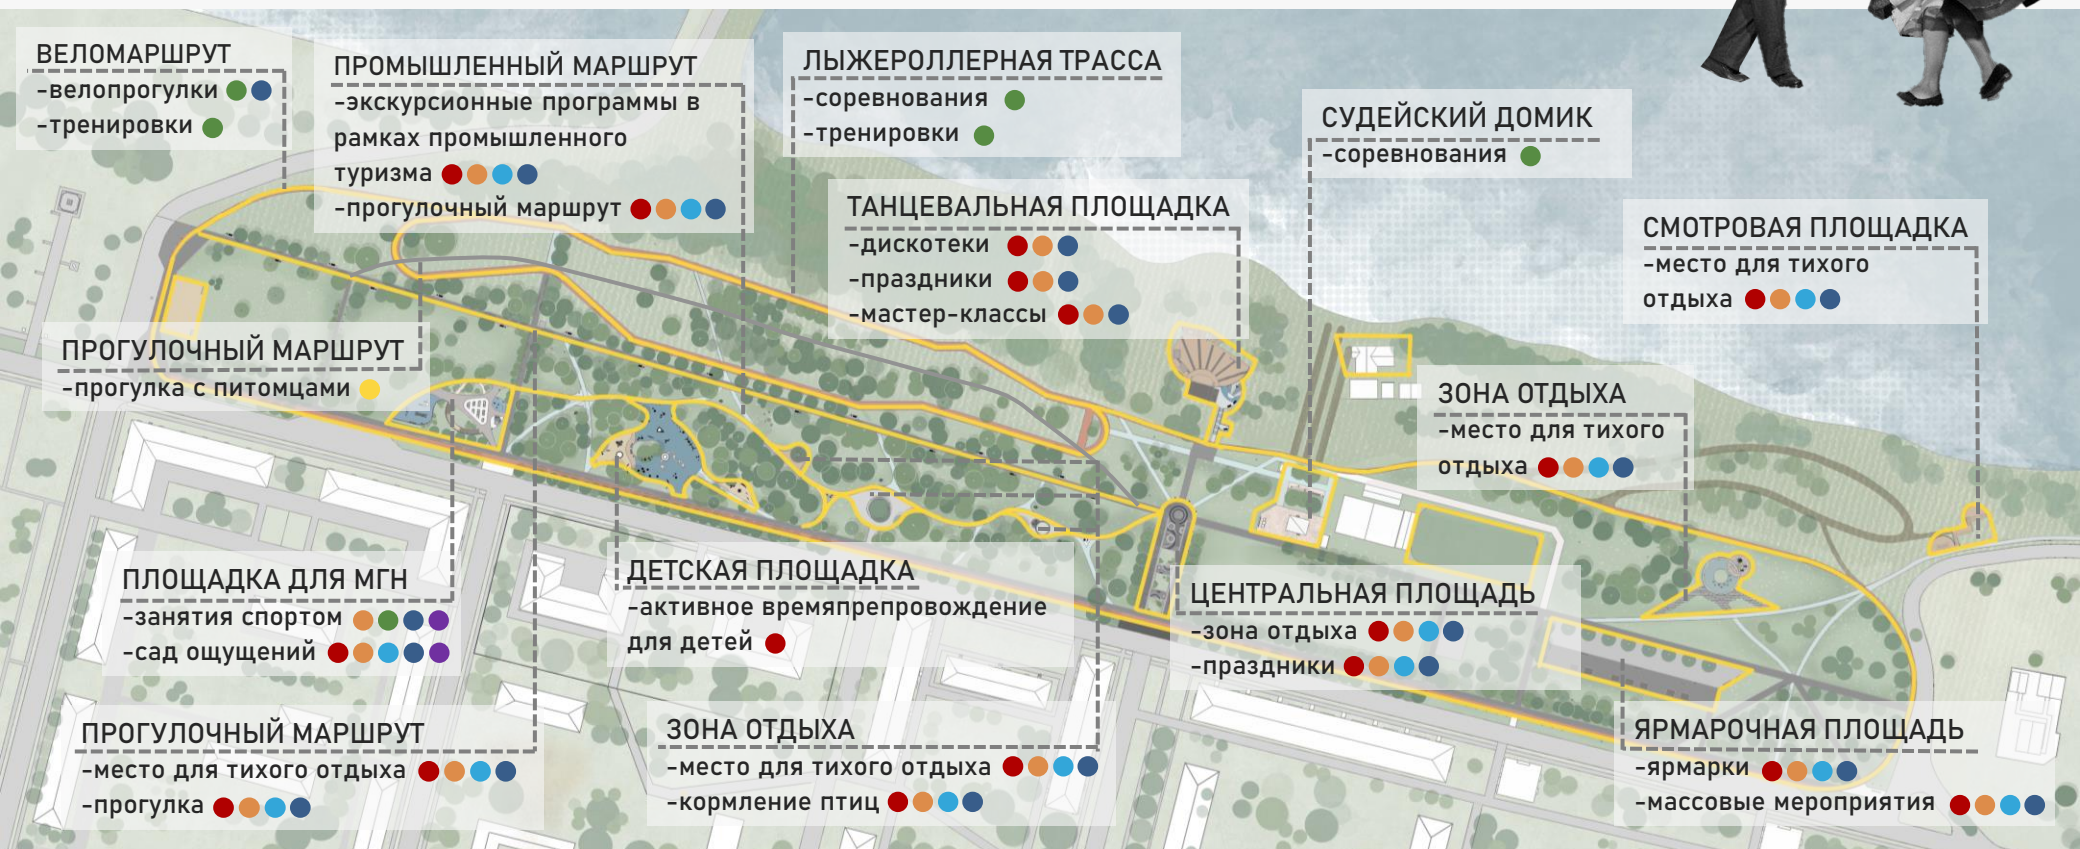 ВЕЛОМАРШРУТ
-велопрогулки
-тренировки
ПРОМЫШЛЕННЫЙ МАРШРУТ
-экскурсионные программы в
рамках промышленного
туризма
-прогулочный маршрут
ЛЫЖЕРОЛЛЕРНАЯ ТРАССА
-соревнования
-тренировки
СУДЕЙСКИЙ ДОМИК
-соревнования
ТАНЦЕВАЛЬНАЯ ПЛОЩАДКА
-дискотеки
-праздники
-мастер-классы
СМОТРОВАЯ ПЛОЩАДКА
-место для тихого
отдыха
ПРОГУЛОЧНЫЙ МАРШРУТ
-прогулка с питомцами
ЗОНА ОТДЫХА
-место для тихого
отдыха
ПЛОЩАДКА ДЛЯ МГН
-занятия спортом
-сад ощущений
ДЕТСКАЯ ПЛОЩАДКА
-активное времяпрепровождение
для детей
ЦЕНТРАЛЬНАЯ ПЛОЩАДЬ
-зона отдыха
-праздники
ПРОГУЛОЧНЫЙ МАРШРУТ
-место для тихого отдыха
-прогулка
ЗОНА ОТДЫХА
-место для тихого отдыха
-кормление птиц
ЯРМАРОЧНАЯ ПЛОЩАДЬ
-ярмарки
-массовые мероприятия